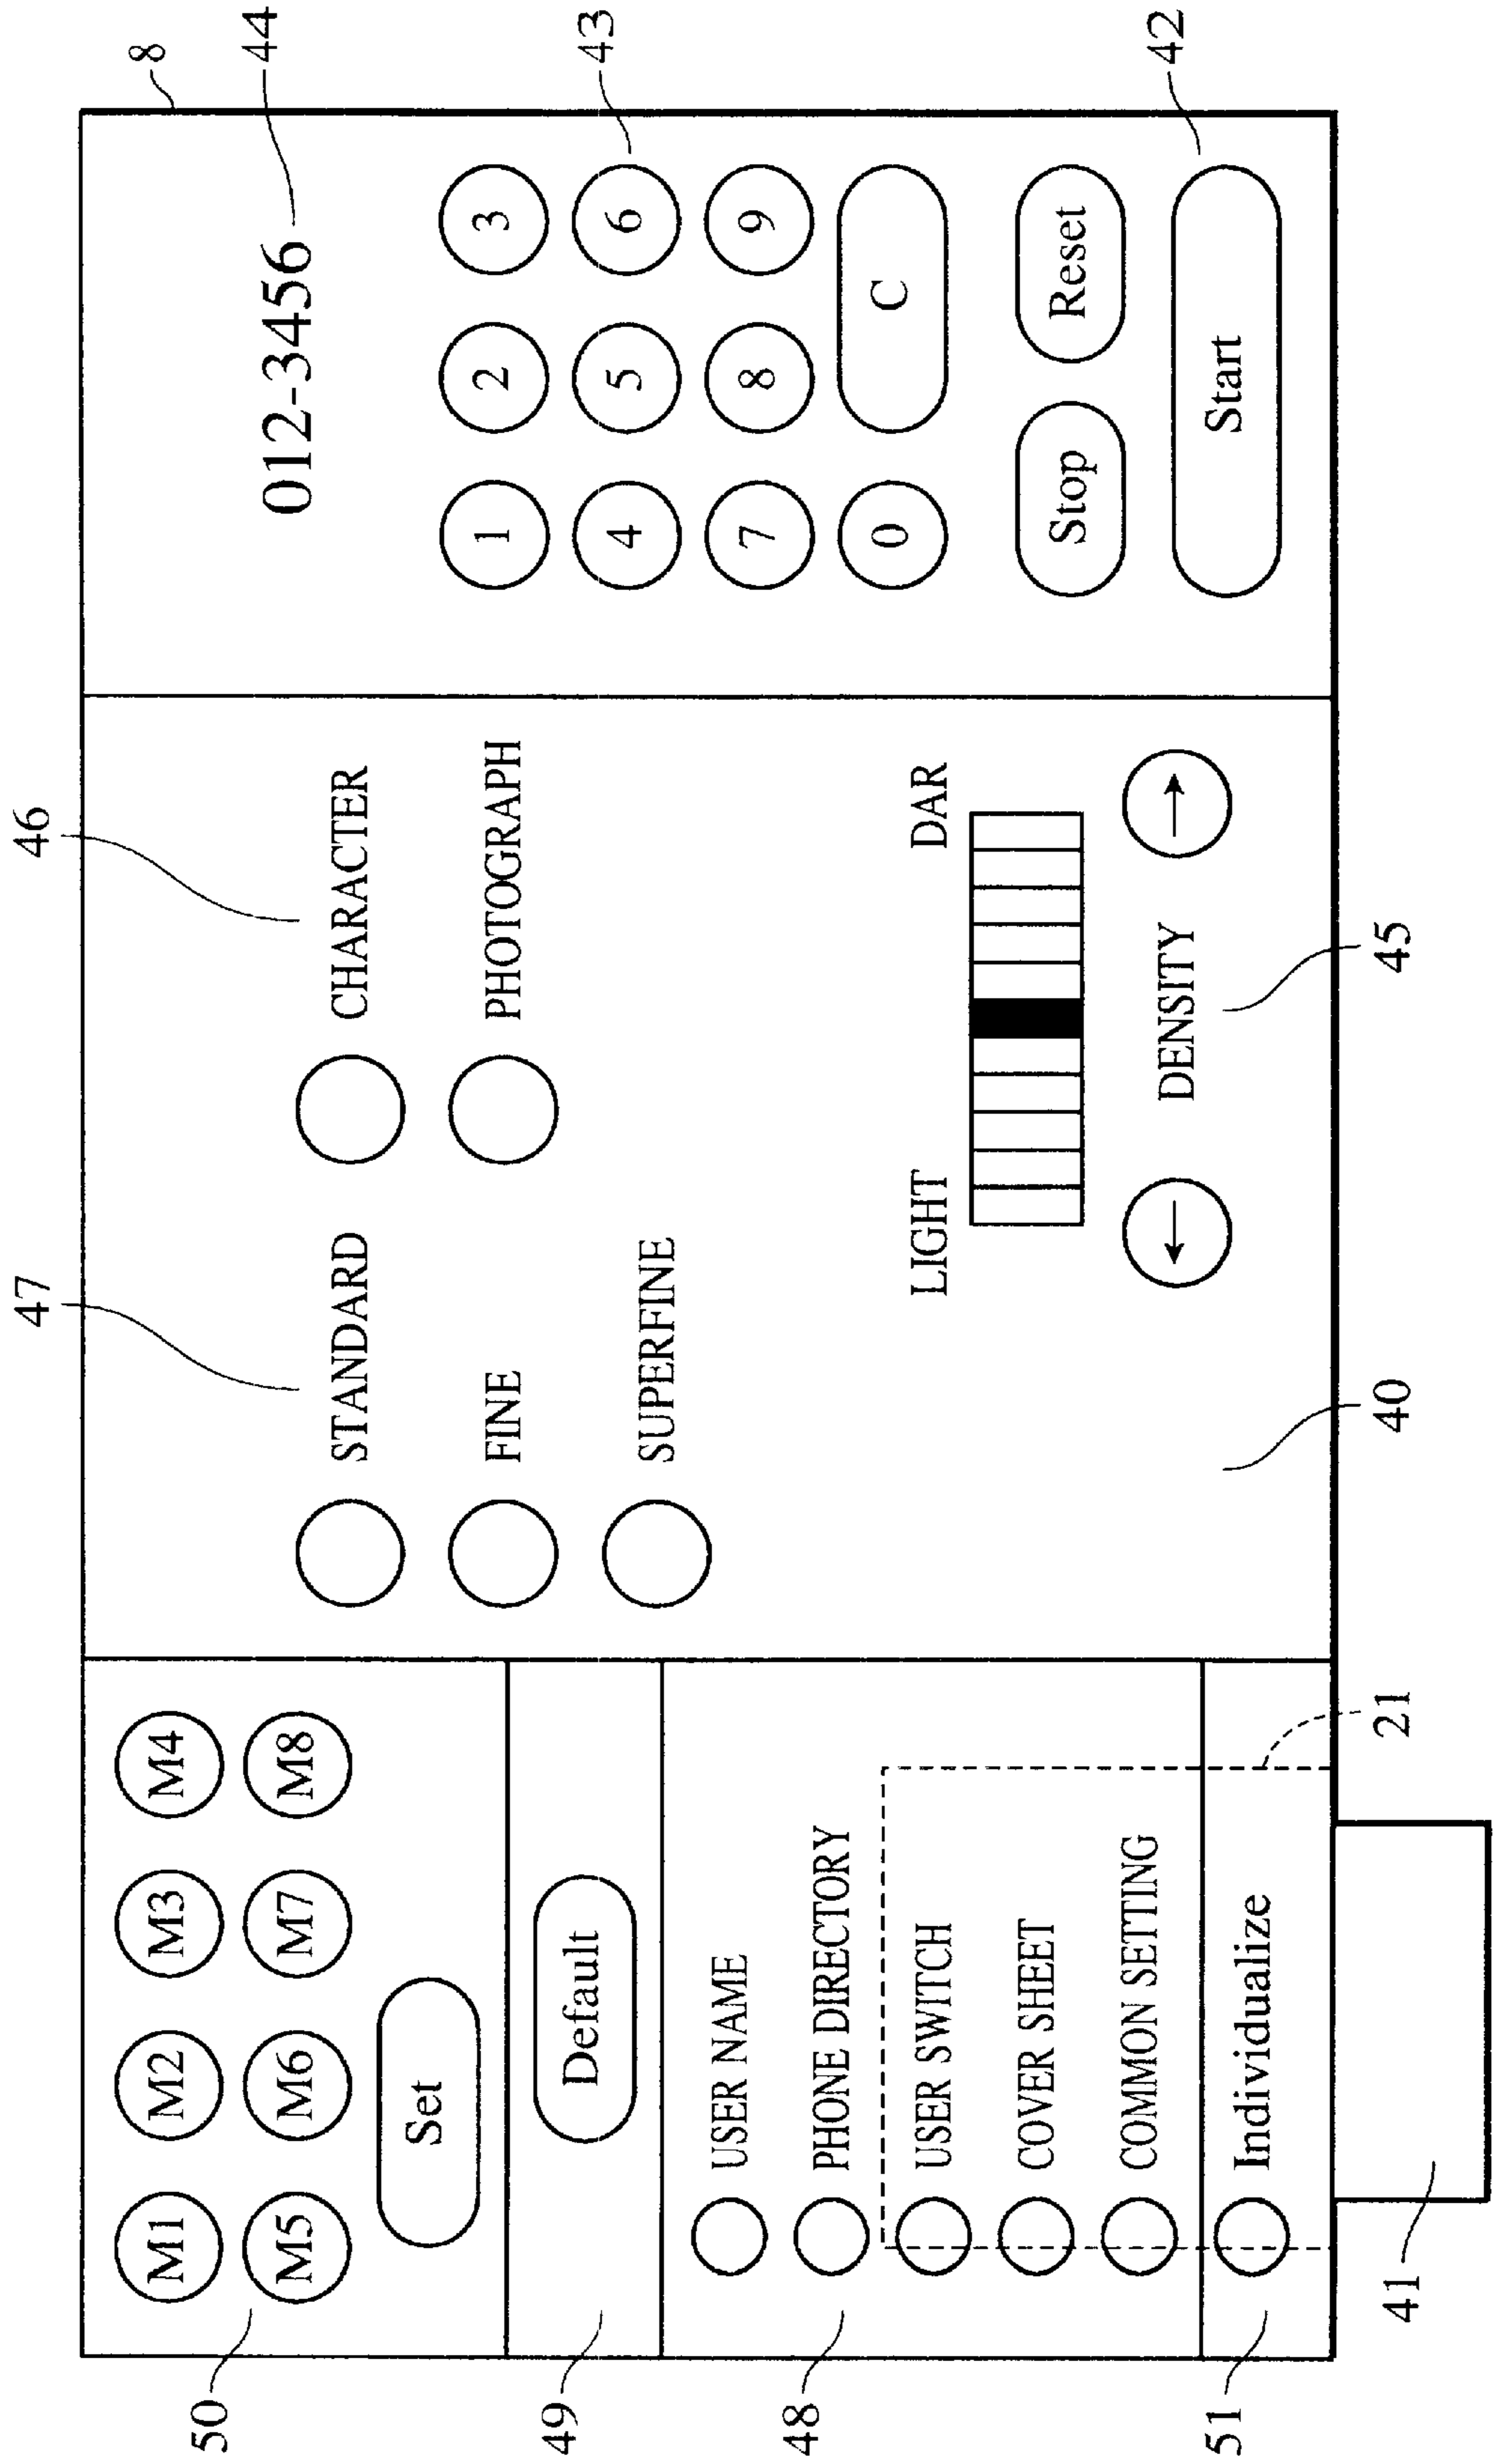 50
M1 M2 M3 M4
M5 M6 M7 M8
Set
49
Default
48
USER NAME
PHONE DIRECTORY
USER SWITCH
COVER SHEET
COMMON SETTING
51
Individualize
41
21
47
STANDARD
FINE
SUPERFINE
46
CHARACTER
PHOTOGRAPH
LIGHT DAR
← DENSITY →
40
45
8
44
012-3456
43
1 2 3
4 5 6
7 8 9
0 C
Stop Reset
42
Start